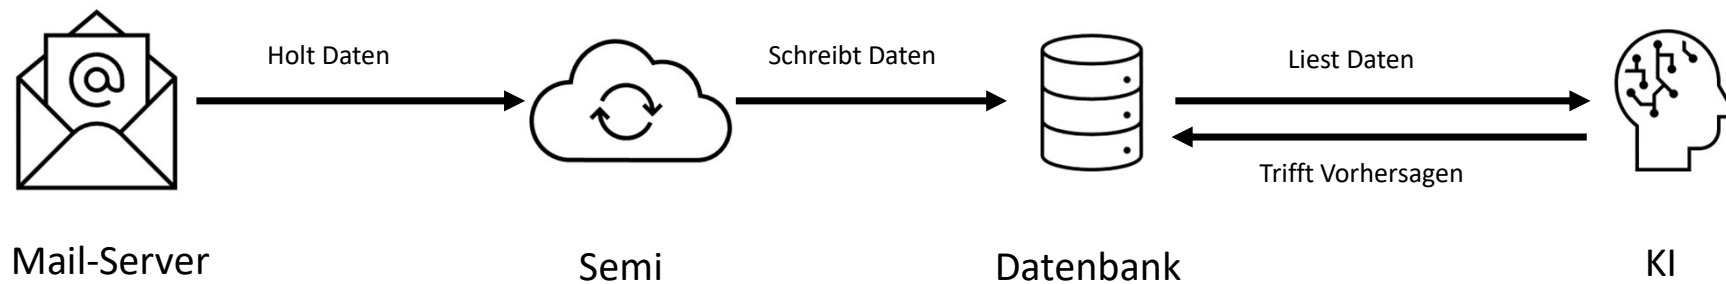 Holt Daten
Schreibt Daten
Liest Daten
Trifft Vorhersagen
Mail-Server
Semi
Datenbank
KI